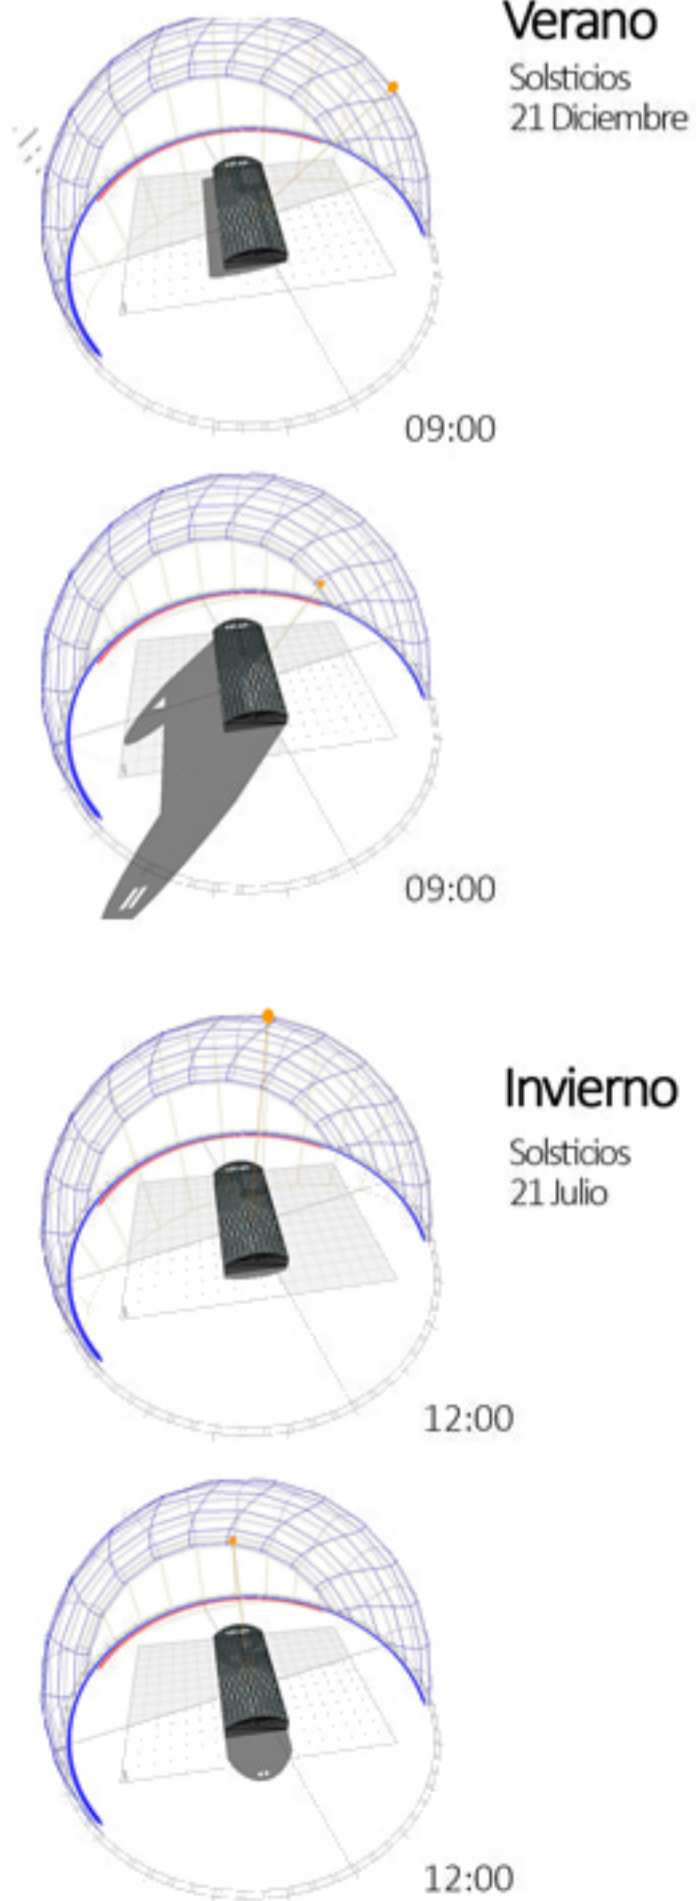 Verano
Solsticios
21 Diciembre
09:00
09:00
Invierno
Solsticios
21 Julio
12:00
12:00